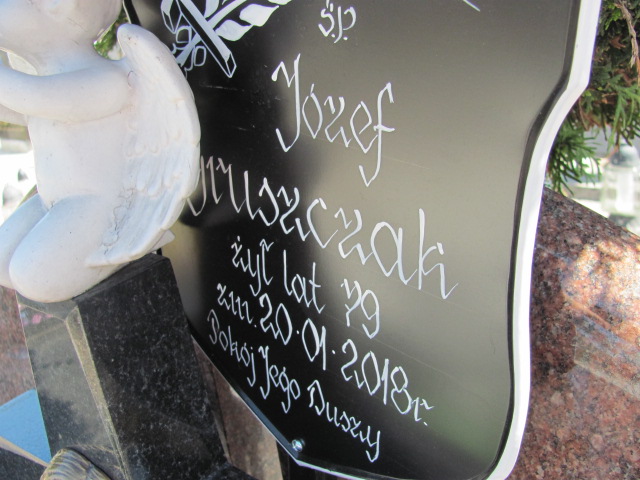 Ś.P.
Józef
żył lat 79
zm. 20.01.2018r.
Pokój Jego Duszy